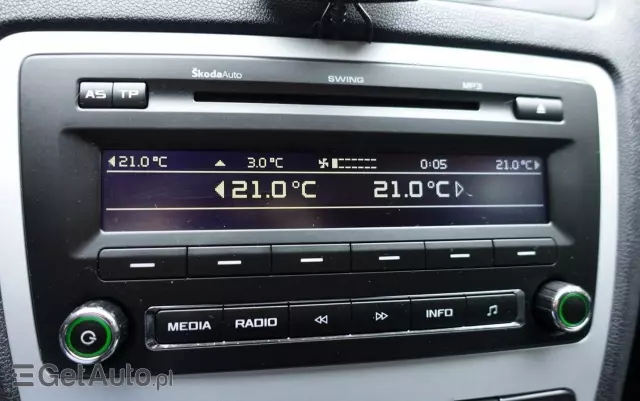 ŠkodaAuto SWING MP3
AS TP
21.0°C 3.0°C 0:05 21.0°C
21.0°C 21.0°C
MEDIA RADIO INFO
©GetAuto.pl